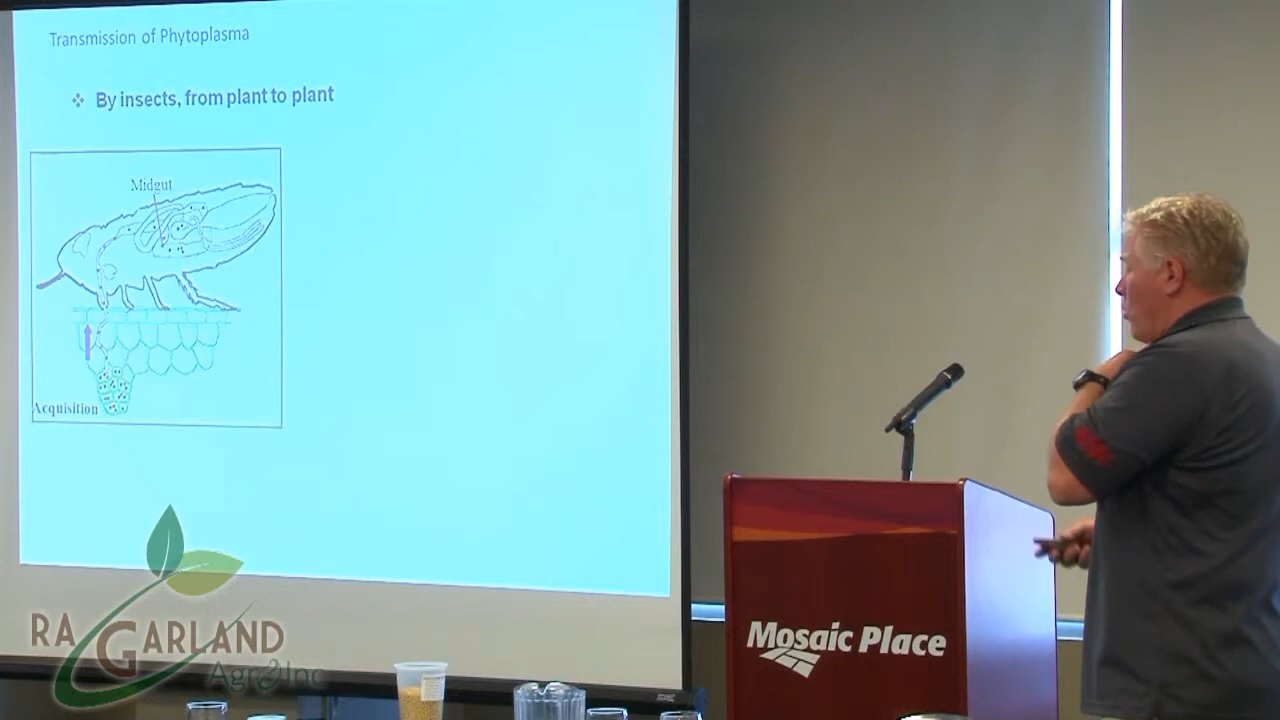 Transmission of Phytoplasma
❖ By insects, from plant to plant
Midgut
Acquisition
RA GARLAND
Agro Inc
Mosaic Place